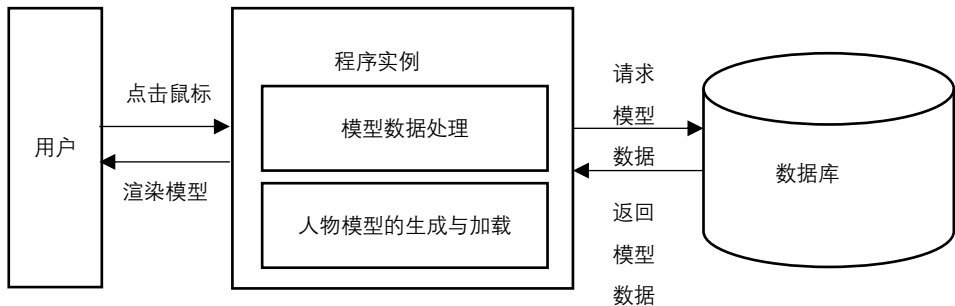 用户
点击鼠标
渲染模型
程序实例
模型数据处理
人物模型的生成与加载
请求
模型
数据
返回
模型
数据
数据库